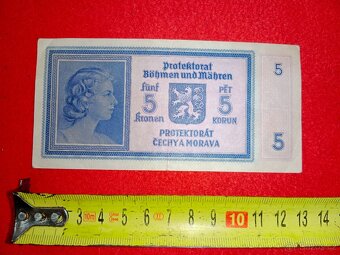 Protektorat
Böhmen und Mähren
fünf PĚT
5 5
kronen KORUN
PROTEKTORÁT
ČECHY A MORAVA
5
5
3 4 5 6 7 8 9 10 11 12 13 14